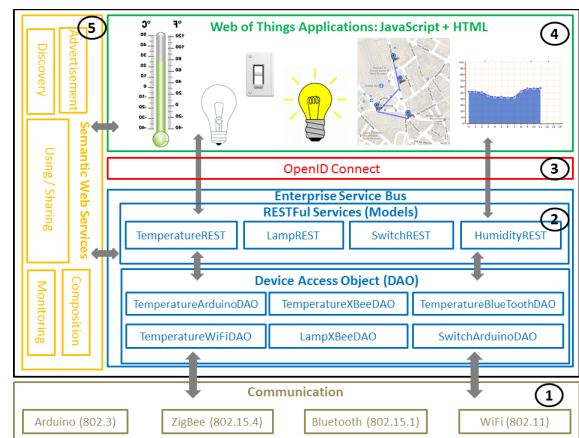 5
Discovery
Advertisement
Using / Sharing
Semantic Web Services
Monitoring
Composition
Web of Things Applications: JavaScript + HTML
4
°C
°F
OpenID Connect
3
Enterprise Service Bus
RESTFul Services (Models)
2
TemperatureREST
LampREST
SwitchREST
HumidityREST
Device Access Object (DAO)
TemperatureArduinoDAO
TemperatureXBeeDAO
TemperatureBlueToothDAO
TemperatureWiFiDAO
LampXBeeDAO
SwitchArduinoDAO
Communication
1
Arduino (802.3)
ZigBee (802.15.4)
Bluetooth (802.15.1)
WiFi (802.11)